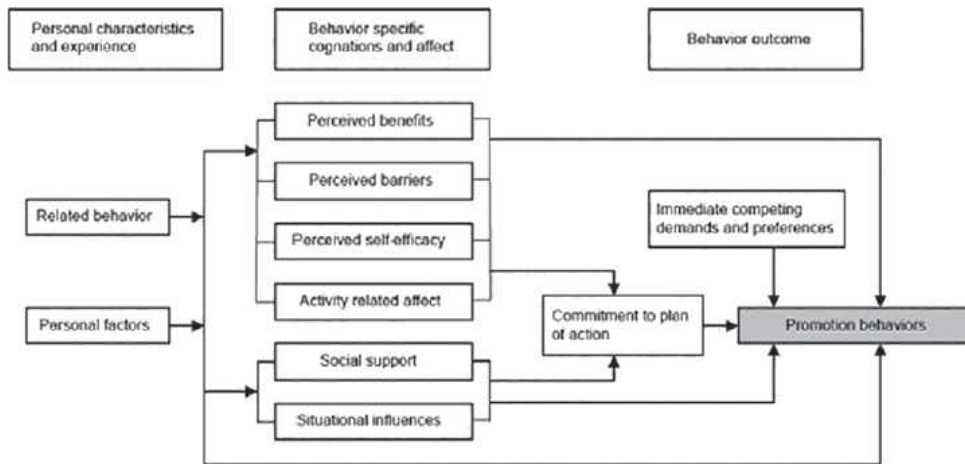 Personal characteristics
and experience
Behavior specific
cognations and affect
Behavior outcome
Perceived benefits
Perceived barriers
Related behavior
Immediate competing
demands and preferences
Perceived self-efficacy
Activity related affect
Personal factors
Commitment to plan
of action
Promotion behaviors
Social support
Situational influences